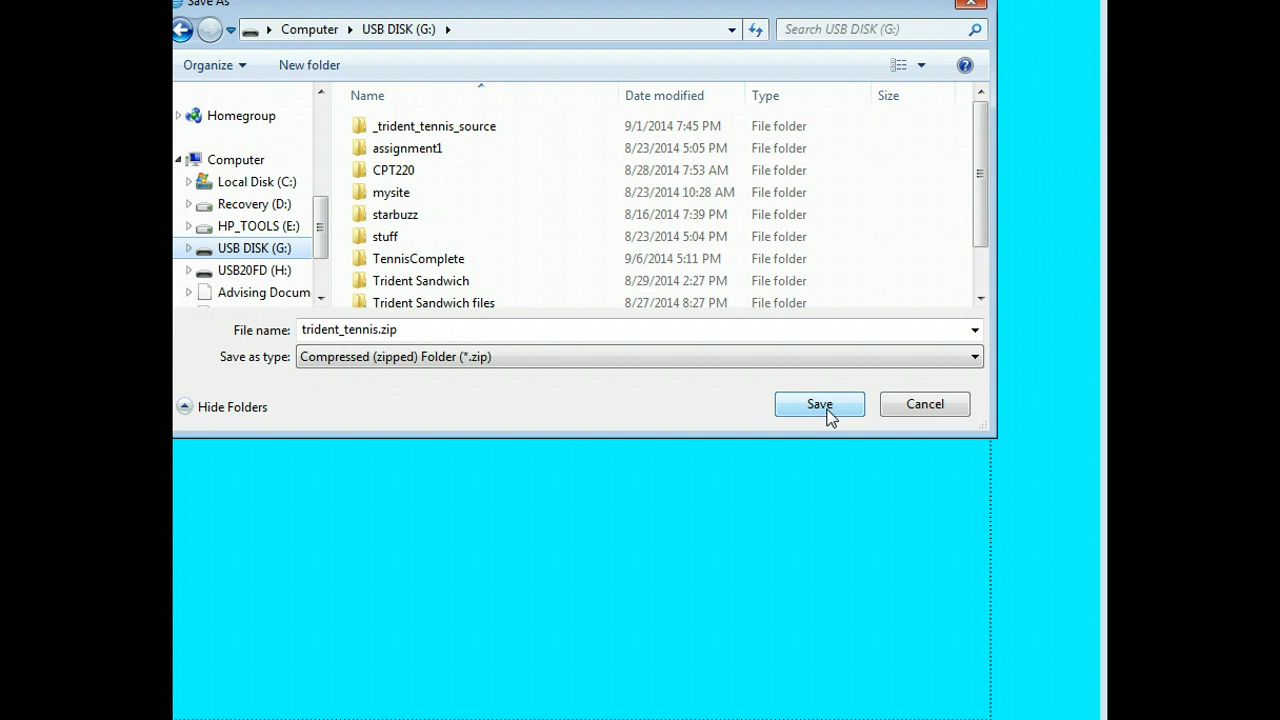 Save As
Computer USB DISK (G:) Search USB DISK (G:)
Organize New folder
Name Date modified Type Size
Homegroup
Computer
Local Disk (C:)
Recovery (D:)
HP_TOOLS (E:)
USB DISK (G:)
USB20FD (H:)
Advising Docum
_trident_tennis_source 9/1/2014 7:45 PM File folder
assignment1 8/23/2014 5:05 PM File folder
CPT220 8/28/2014 7:53 AM File folder
mysite 8/23/2014 10:28 AM File folder
starbuzz 8/16/2014 7:39 PM File folder
stuff 8/23/2014 5:04 PM File folder
TennisComplete 9/6/2014 5:11 PM File folder
Trident Sandwich 8/29/2014 2:27 PM File folder
Trident Sandwich files 8/27/2014 8:27 PM File folder
File name: trident_tennis.zip
Save as type: Compressed (zipped) Folder (*.zip)
Hide Folders Save Cancel